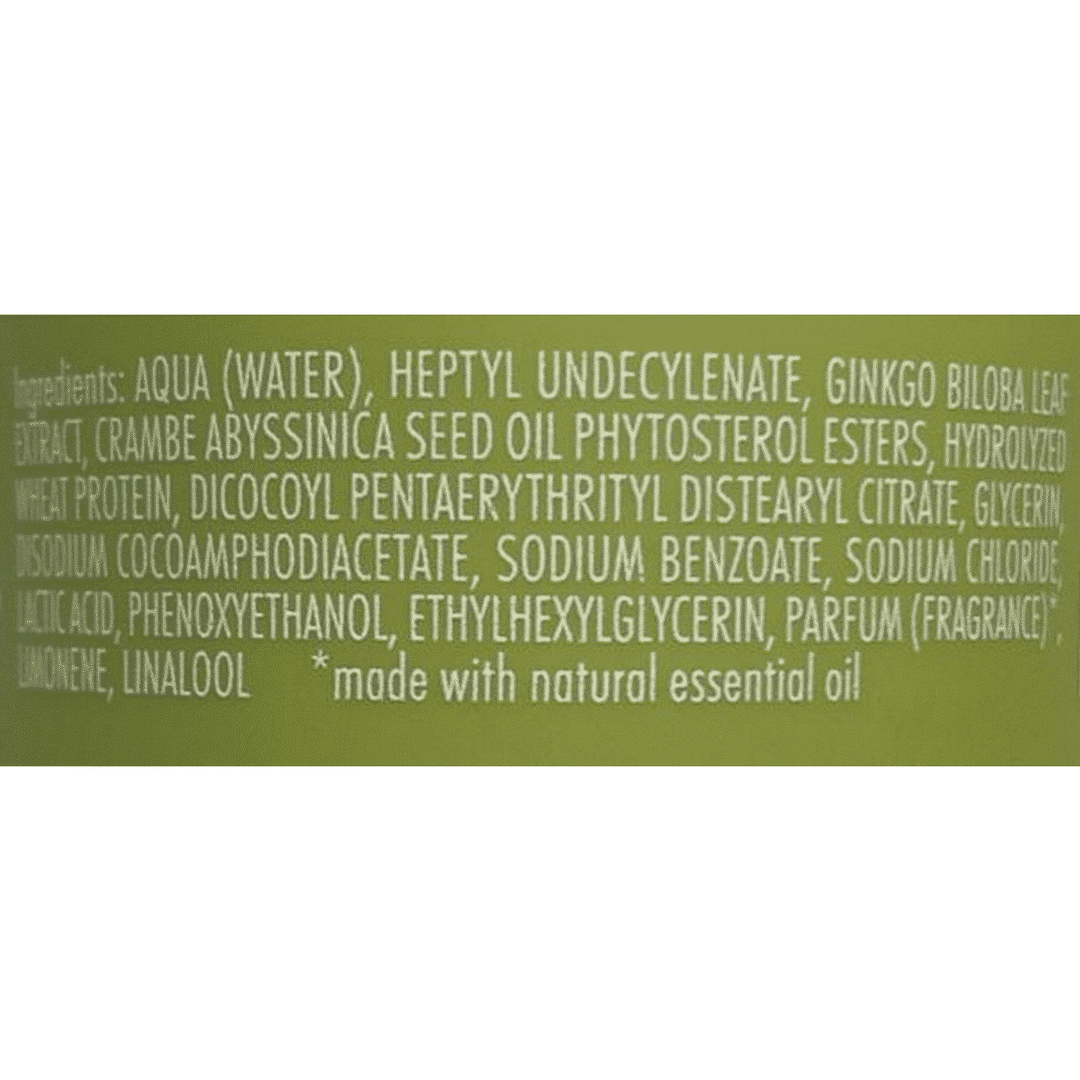 Ingredients: AQUA (WATER), HEPTYL UNDECYLENATE, GINKGO BILOBA LEAF
EXTRACT, CRAMBE ABYSSINICA SEED OIL PHYTOSTEROL ESTERS, HYDROLYZED
WHEAT PROTEIN, DICOCOYL PENTAERYTHRITYL DISTEARYL CITRATE, GLYCERIN,
DISODIUM COCOAMPHODIACETATE, SODIUM BENZOATE, SODIUM CHLORIDE,
LACTIC ACID, PHENOXYETHANOL, ETHYLHEXYLGLYCERIN, PARFUM (FRAGRANCE)*,
LIMONENE, LINALOOL *made with natural essential oil